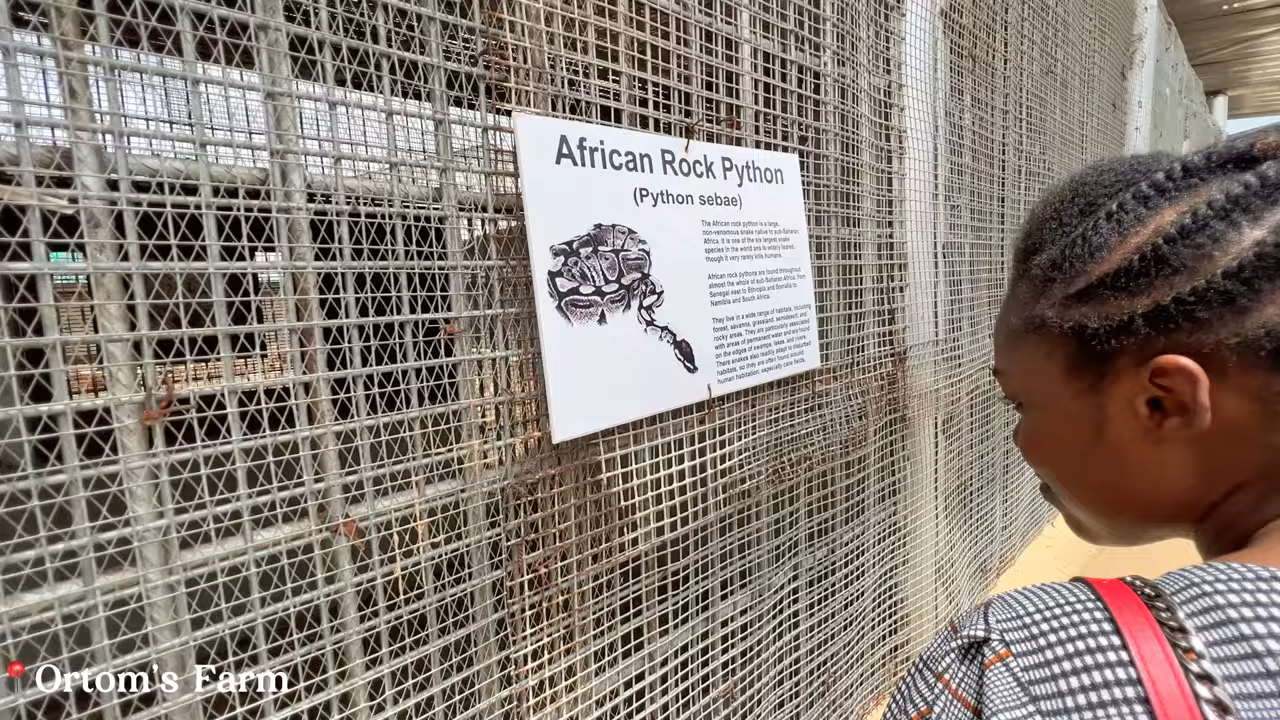 African Rock Python
(Python sebae)
The African rock python is a large,
non-venomous snake native to sub-Saharan
Africa. It is one of the six largest snake
species in the world ans is widely feared,
though it very rarely kills humans.
African rock pythons are found throughout
almost the whole of sub-Saharan Africa, from
Senegal east to Ethiopia and Somalia to
Namibia and South Africa.
They live in a wide range of habitats, including
forest, savanna, grassland, semidesert, and
rocky areas. They are particularly associated
with areas of permanent water and are found
on the edges of swamps, lakes, and rivers.
There snakes also readily adapt to disturbed
habitats, so they are often found around
human habitation; especially cane fields.
Ortom's Farm